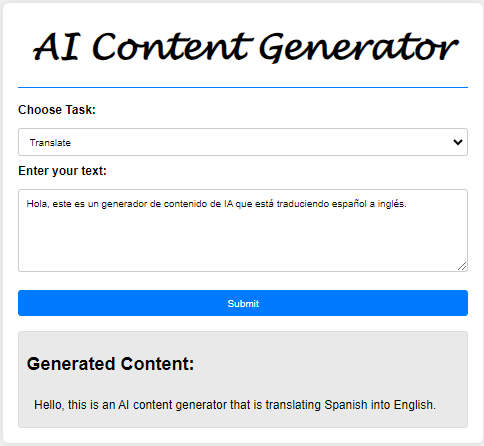 AI Content Generator
Choose Task:
Translate
Enter your text:
Hola, este es un generador de contenido de IA que está traduciendo español a inglés.
Submit
Generated Content:
Hello, this is an AI content generator that is translating Spanish into English.